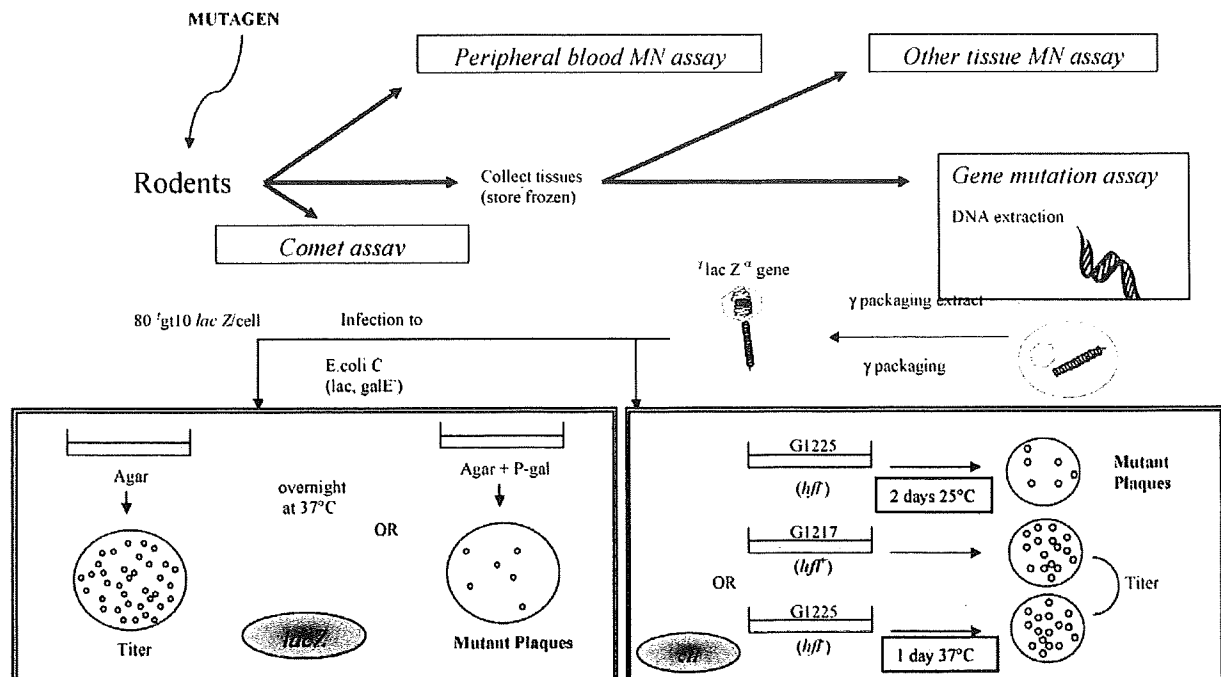 MUTAGEN
Peripheral blood MN assay
Other tissue MN assay
Rodents
Collect tissues
(store frozen)
Gene mutation assay
DNA extraction
Comet assay
lac Z α gene
γ packaging extract
γ packaging
80 gt10 lac Z/cell
Infection to
E.coli C
(lac, galE-)
Agar
Titer
overnight
at 37°C
OR
Agar + P-gal
Mutant Plaques
lacZ
G1225
(hfl-)
2 days 25°C
Mutant
Plaques
G1217
(hfl+)
OR
Titer
G1225
(hfl-)
1 day 37°C
cII